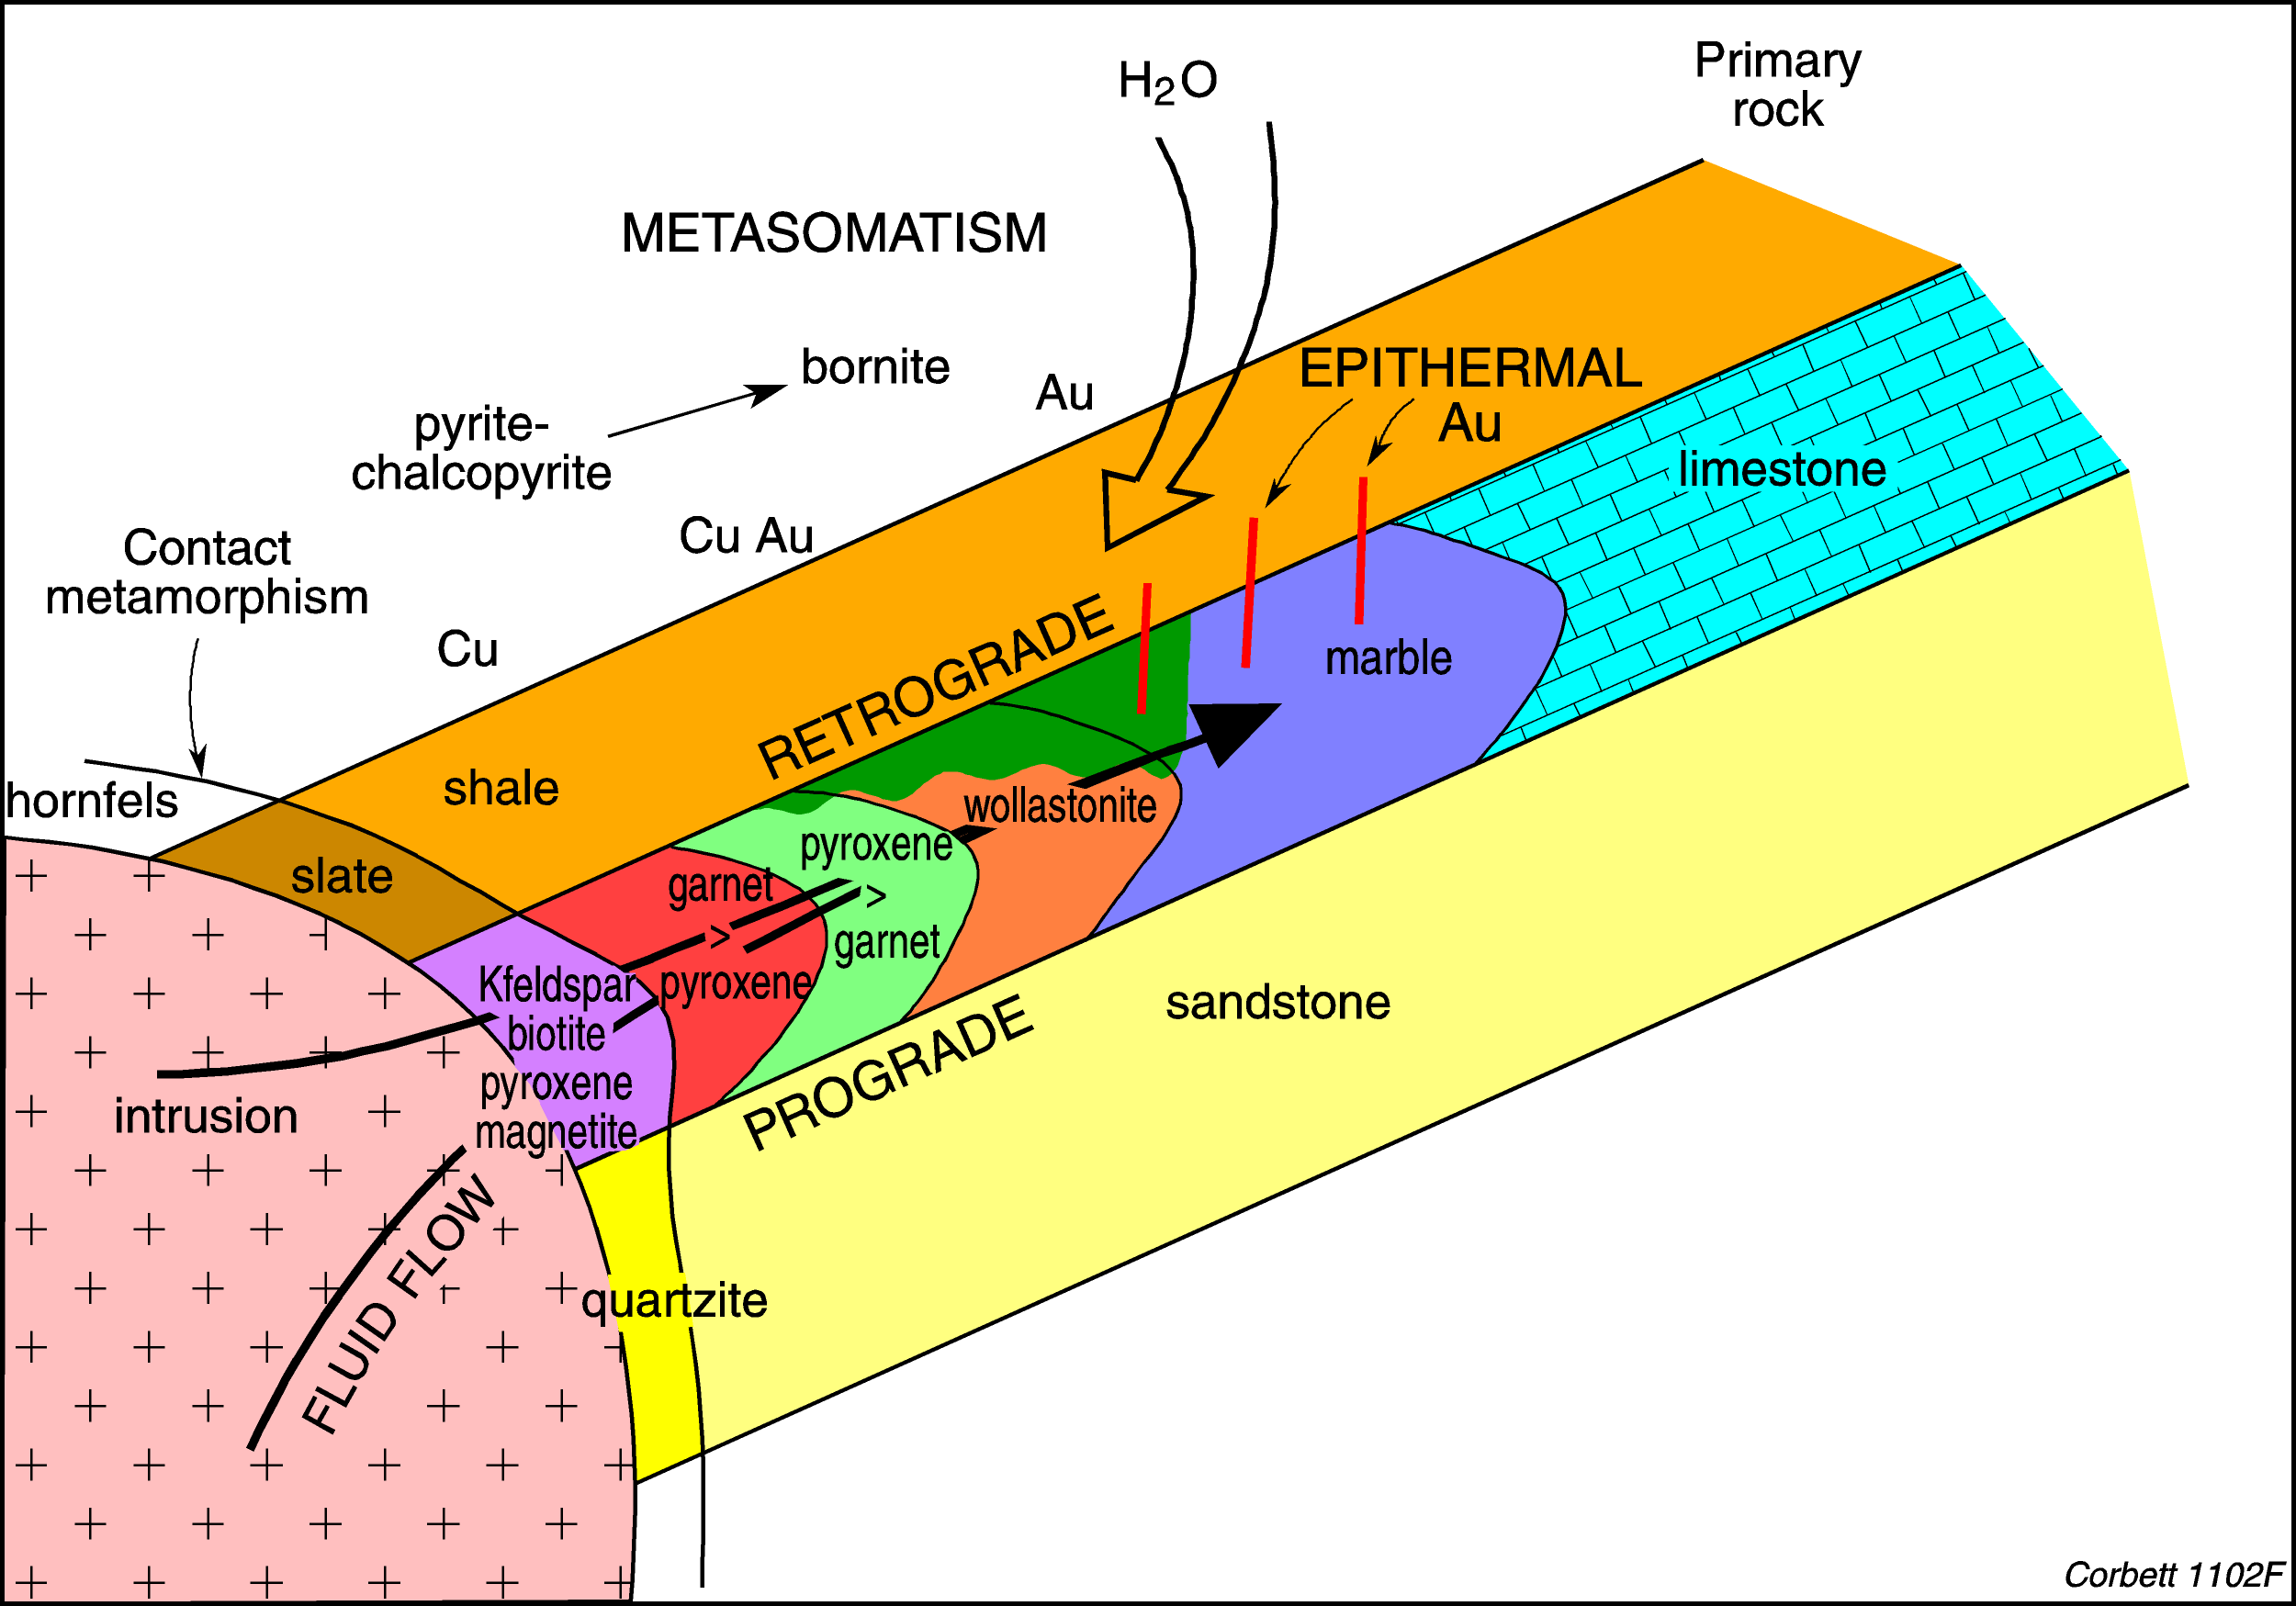 Primary
rock
H₂O
METASOMATISM
bornite
pyrite-
chalcopyrite
Au
EPITHERMAL
Au
limestone
Cu Au
Contact
metamorphism
Cu
RETROGRADE
marble
hornfels
shale
slate
wollastonite
pyroxene
>
garnet
garnet
>
pyroxene
Kfeldspar
biotite
pyroxene
magnetite
sandstone
PROGRADE
intrusion
FLUID FLOW
quartzite
Corbett 1102F